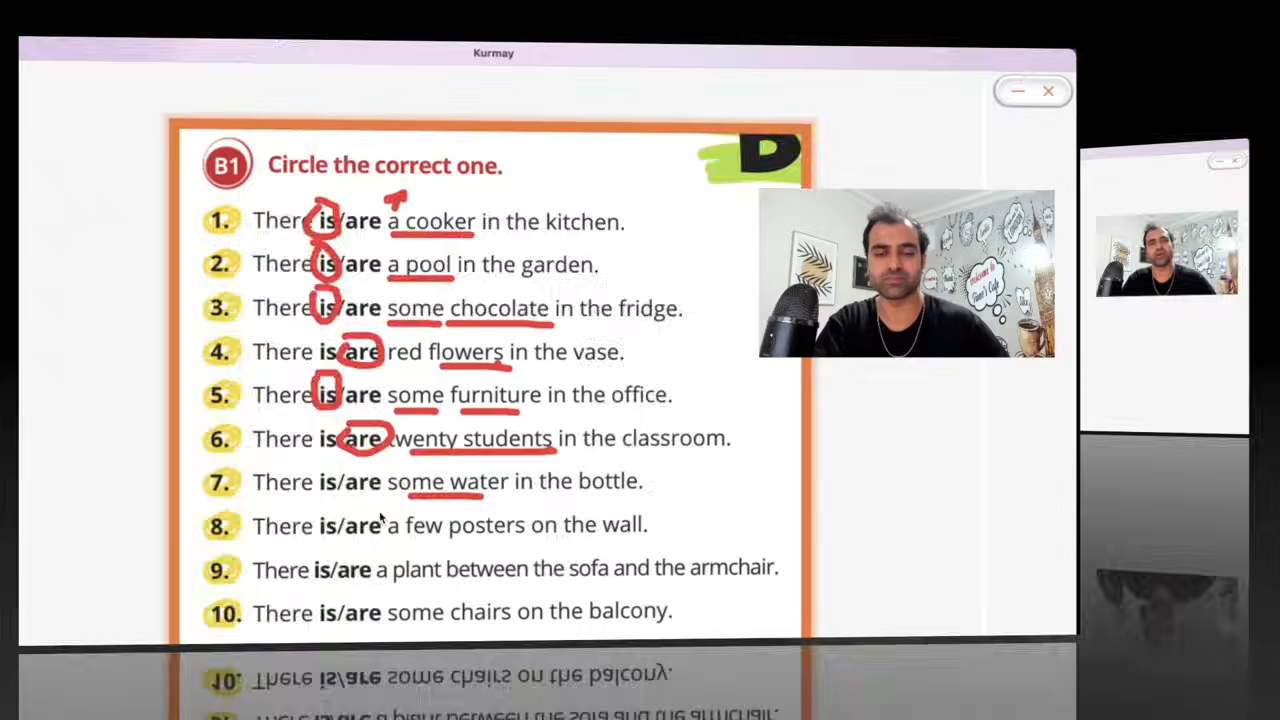 Kurmay
B1 Circle the correct one.
D
1. There is/are a cooker in the kitchen.
2. There is/are a pool in the garden.
3. There is/are some chocolate in the fridge.
4. There is/are red flowers in the vase.
5. There is/are some furniture in the office.
6. There is/are twenty students in the classroom.
7. There is/are some water in the bottle.
8. There is/are a few posters on the wall.
9. There is/are a plant between the sofa and the armchair.
10. There is/are some chairs on the balcony.